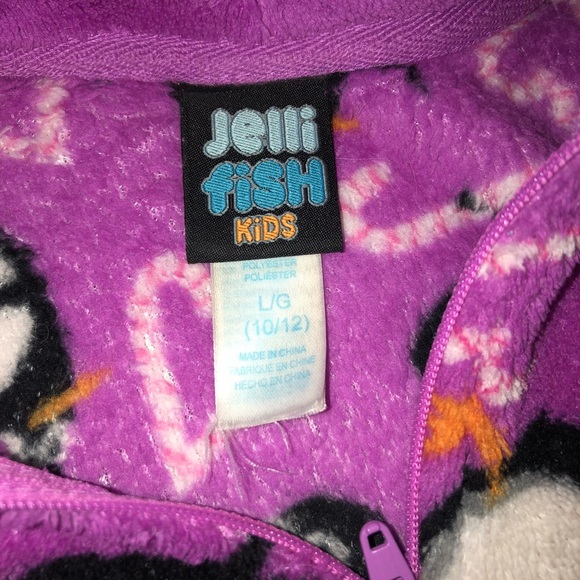 Jelli
fiSH
KiDS
POLYESTER
POLIÉSTER
L/G
(10/12)
MADE IN CHINA
FABRIQUÉ EN CHINE
HECHO EN CHINA